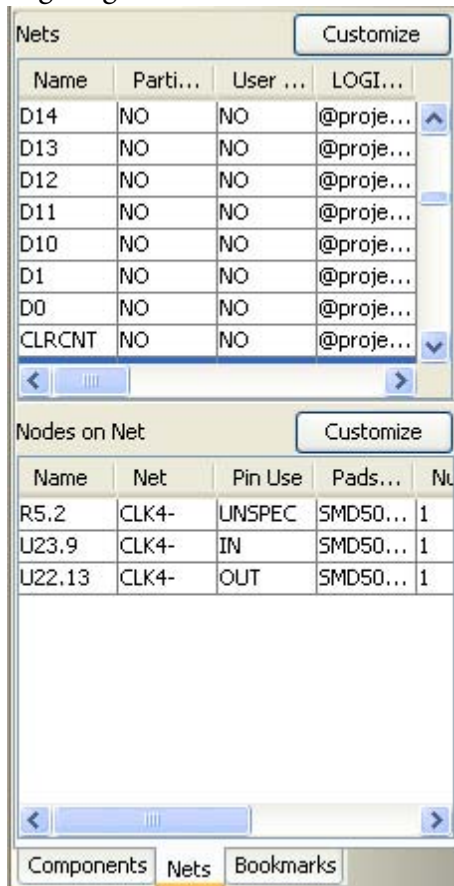 Nets Customize
Name Parti... User ... LOGI...
D14 NO NO @proje...
D13 NO NO @proje...
D12 NO NO @proje...
D11 NO NO @proje...
D10 NO NO @proje...
D1 NO NO @proje...
D0 NO NO @proje...
CLRCNT NO NO @proje...
Nodes on Net Customize
Name Net Pin Use Pads... Nu
R5.2 CLK4- UNSPEC SMD50... 1
U23.9 CLK4- IN SMD50... 1
U22.13 CLK4- OUT SMD50... 1
Components Nets Bookmarks